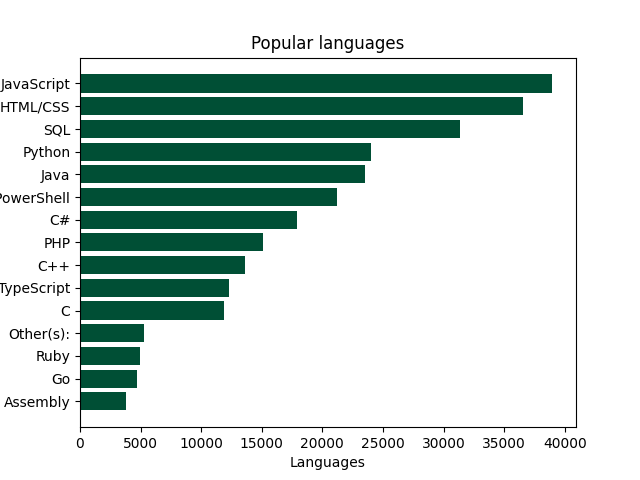 Popular languages
JavaScript
HTML/CSS
SQL
Python
Java
PowerShell
C#
PHP
C++
TypeScript
C
Other(s):
Ruby
Go
Assembly
0 5000 10000 15000 20000 25000 30000 35000 40000
Languages